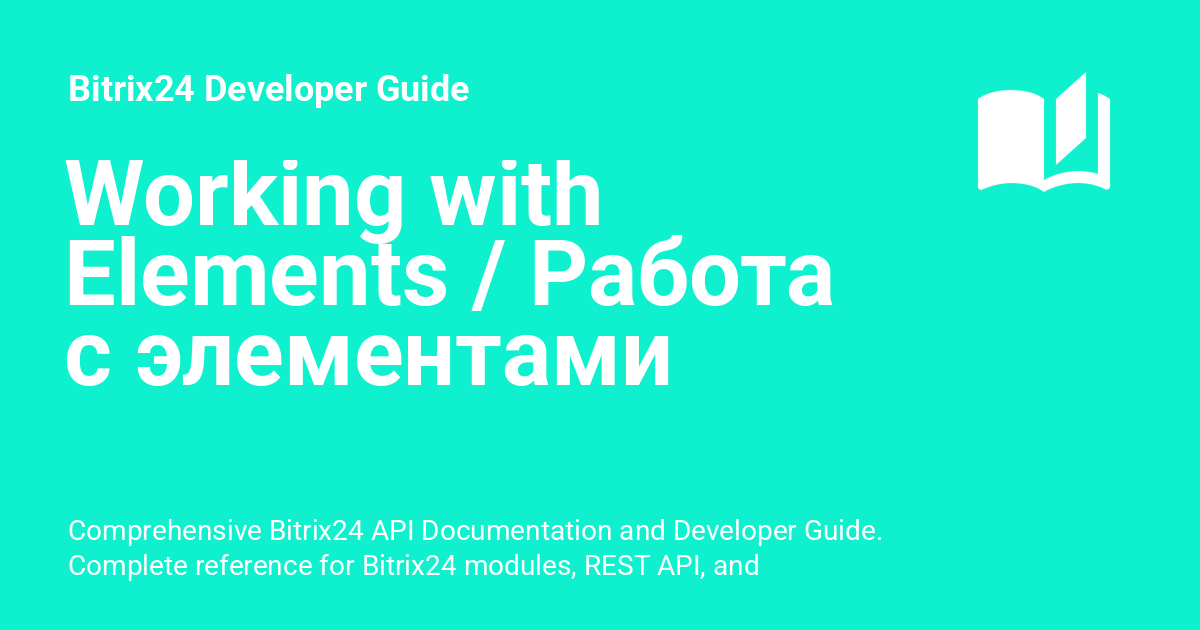 Bitrix24 Developer Guide
Working with
Elements / Работа
с элементами
Comprehensive Bitrix24 API Documentation and Developer Guide.
Complete reference for Bitrix24 modules, REST API, and